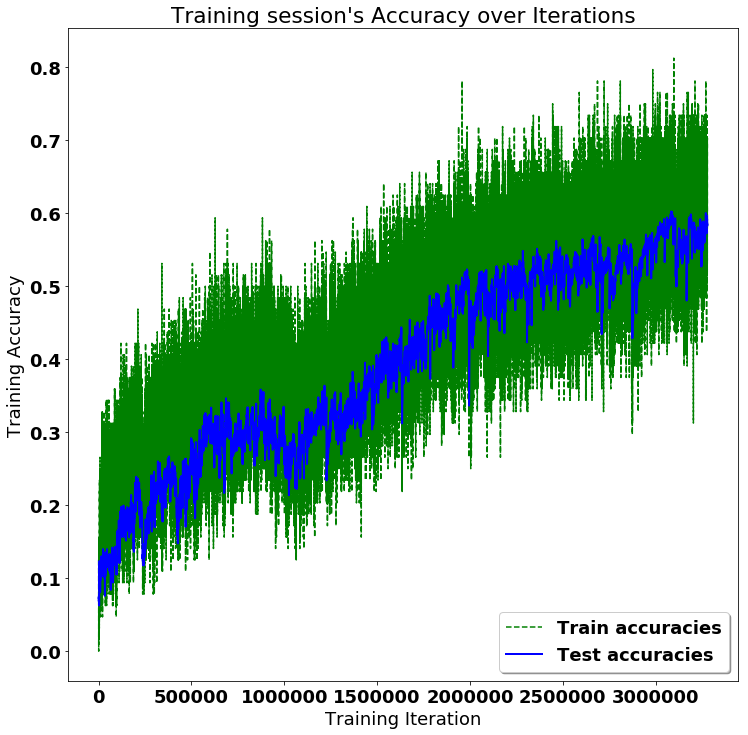 Training session's Accuracy over Iterations
Training Accuracy
0.8
0.7
0.6
0.5
0.4
0.3
0.2
0.1
0.0
Train accuracies
Test accuracies
0 500000 1000000 1500000 2000000 2500000 3000000
Training Iteration